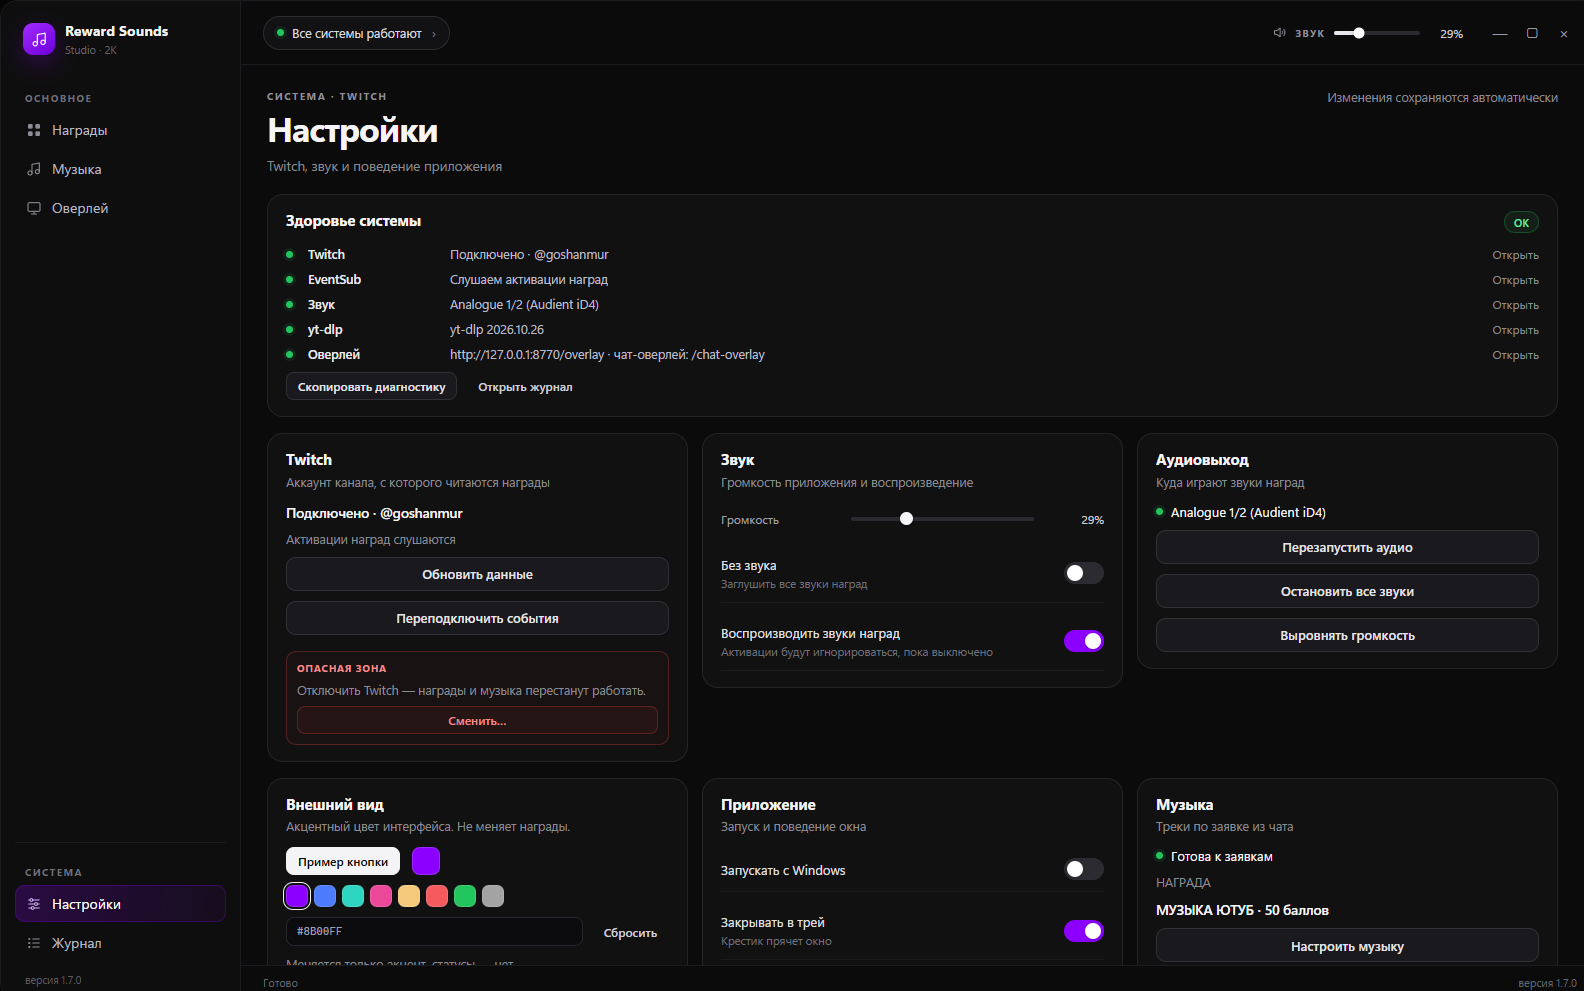 Reward Sounds
Studio · 2K
Все системы работают ›
ЗВУК
29%
ОСНОВНОЕ
Награды
Музыка
Оверлей
СИСТЕМА · TWITCH
Изменения сохраняются автоматически
Настройки
Twitch, звук и поведение приложения
Здоровье системы
OK
Twitch Подключено · @goshanmur Открыть
EventSub Слушаем активации наград Открыть
Звук Analogue 1/2 (Audient iD4) Открыть
yt-dlp yt-dlp 2026.10.26 Открыть
Оверлей http://127.0.0.1:8770/overlay · чат-оверлей: /chat-overlay Открыть
Скопировать диагностику Открыть журнал
Twitch
Аккаунт канала, с которого читаются награды
Подключено · @goshanmur
Активации наград слушаются
Обновить данные
Переподключить события
ОПАСНАЯ ЗОНА
Отключить Twitch — награды и музыка перестанут работать.
Сменить...
Звук
Громкость приложения и воспроизведение
Громкость 29%
Без звука
Заглушить все звуки наград
Воспроизводить звуки наград
Активации будут игнорироваться, пока выключено
Аудиовыход
Куда играют звуки наград
Analogue 1/2 (Audient iD4)
Перезапустить аудио
Остановить все звуки
Выровнять громкость
Внешний вид
Акцентный цвет интерфейса. Не меняет награды.
Пример кнопки
#8B00FF
Сбросить
Меняется только акцент, статусы — нет
Приложение
Запуск и поведение окна
Запускать с Windows
Закрывать в трей
Крестик прячет окно
Музыка
Треки по заявке из чата
Готова к заявкам
НАГРАДА
МУЗЫКА ЮТУБ · 50 баллов
Настроить музыку
СИСТЕМА
Настройки
Журнал
версия 1.7.0
Готово
версия 1.7.0